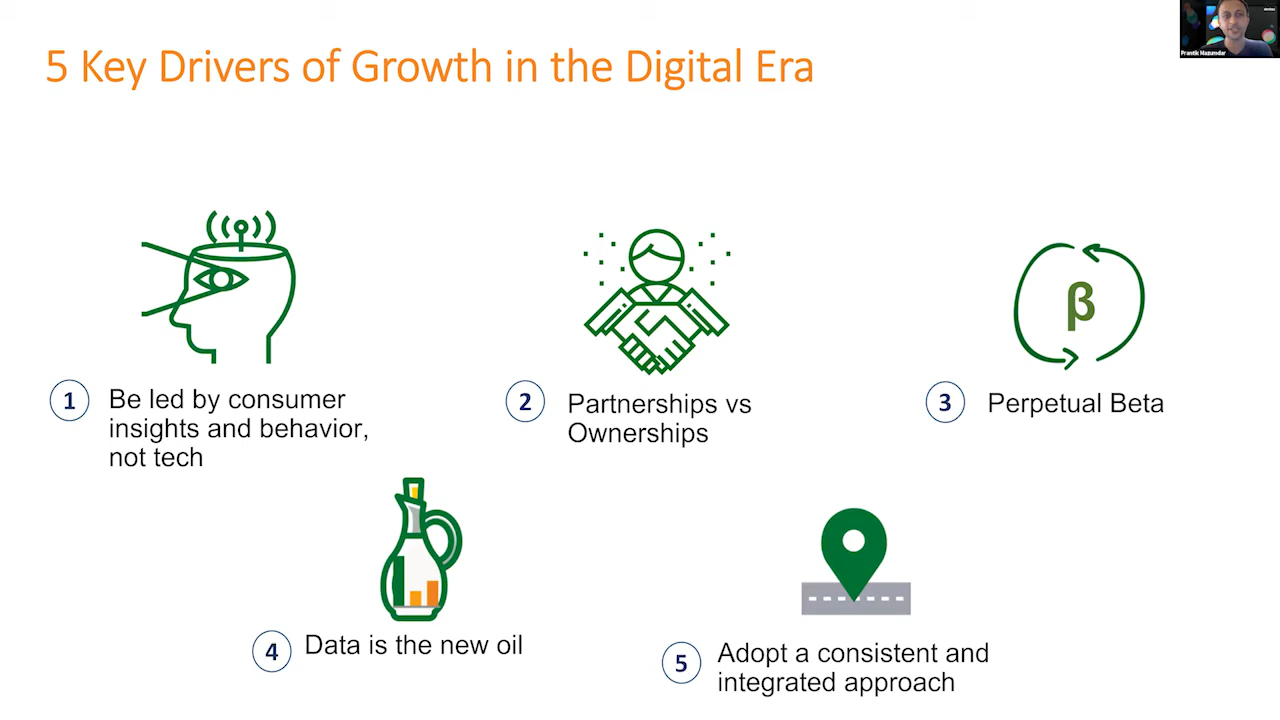 5 Key Drivers of Growth in the Digital Era
Prantik Mazumdar
β
1
Be led by consumer
insights and behavior,
not tech
2
Partnerships vs
Ownerships
3
Perpetual Beta
4
Data is the new oil
5
Adopt a consistent and
integrated approach